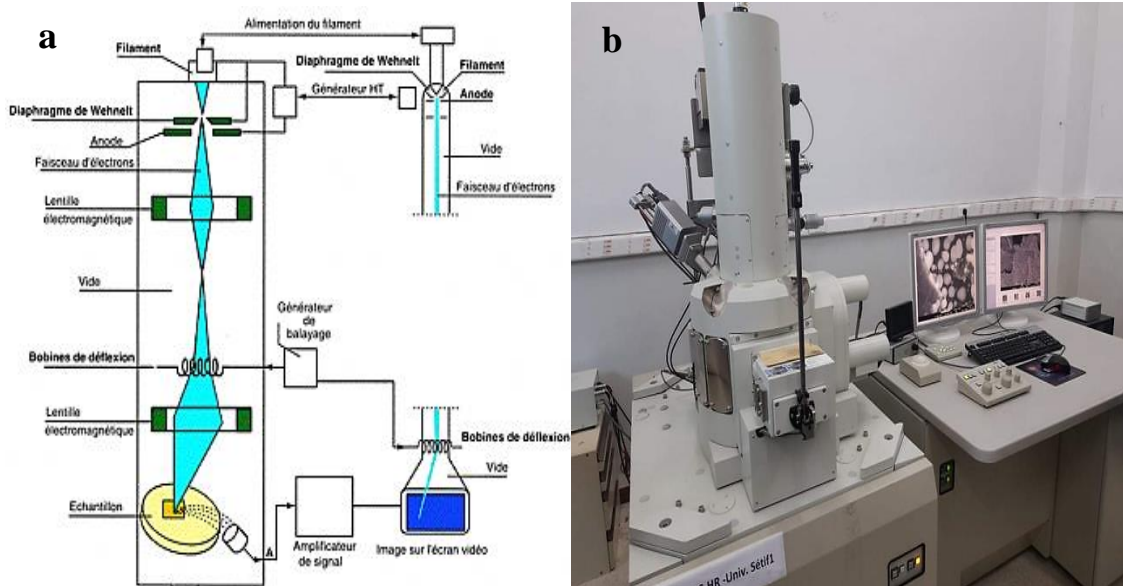 a
Alimentation du filament
Filament
Diaphragme de Wehnelt
Filament
Générateur HT
Anode
Diaphragme de Wehnelt
Anode
Vide
Faisceau d'électrons
Faisceau d'électrons
Lentille
électromagnétique
Vide
Générateur
de
balayage
Bobines de déflexion
Lentille
électromagnétique
Bobines de déflexion
Vide
Echantillon
A
Amplificateur
de signal
Image sur l'écran vidéo
b
HR -Univ. Sétif1